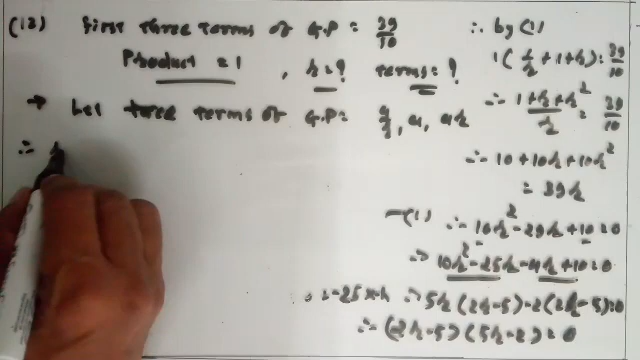 (12) First three terms of G.P = 39/10
Product = 1 , r = ? terms = ?
→ Let three terms of G.P = a/r, a, ar
∴
∴ by (1)
1(1/r + 1 + r) = 39/10
∴ 1+r+r²/r = 39/10
∴ 10 + 10r + 10r²
= 39r
—(1) ∴ 10r² - 29r + 10 = 0
∴ 10r² - 25r - 4r + 10 = 0
∴ 5r(2r-5) - 2(2r-5) = 0
∴ (2r-5)(5r-2) = 0